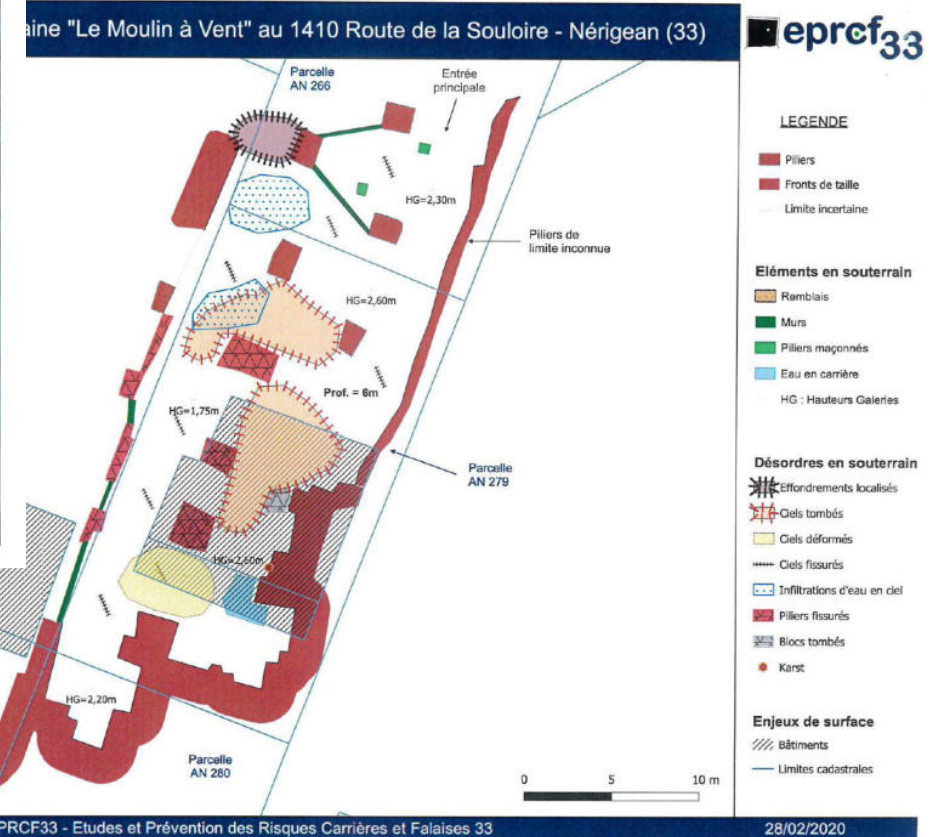 aine "Le Moulin à Vent" au 1410 Route de la Souloire - Nérigean (33)
eprcf33
Parcelle
AN 266
Entrée
principale
HG=2,30m
Piliers de
limite inconnue
HG=2,60m
Prof. = 6m
HG=1,75m
Parcelle
AN 279
HG=2,60m
HG=2,20m
Parcelle
AN 280
0 5 10 m
LEGENDE
Piliers
Fronts de taille
Limite incertaine
Eléments en souterrain
Remblais
Murs
Piliers maçonnés
Eau en carrière
HG : Hauteurs Galeries
Désordres en souterrain
Effondrements localisés
Ciels tombés
Ciels déformés
Ciels fissurés
Infiltrations d'eau en ciel
Piliers fissurés
Blocs tombés
Karst
Enjeux de surface
Bâtiments
Limites cadastrales
PRCF33 - Etudes et Prévention des Risques Carrières et Falaises 33
28/02/2020